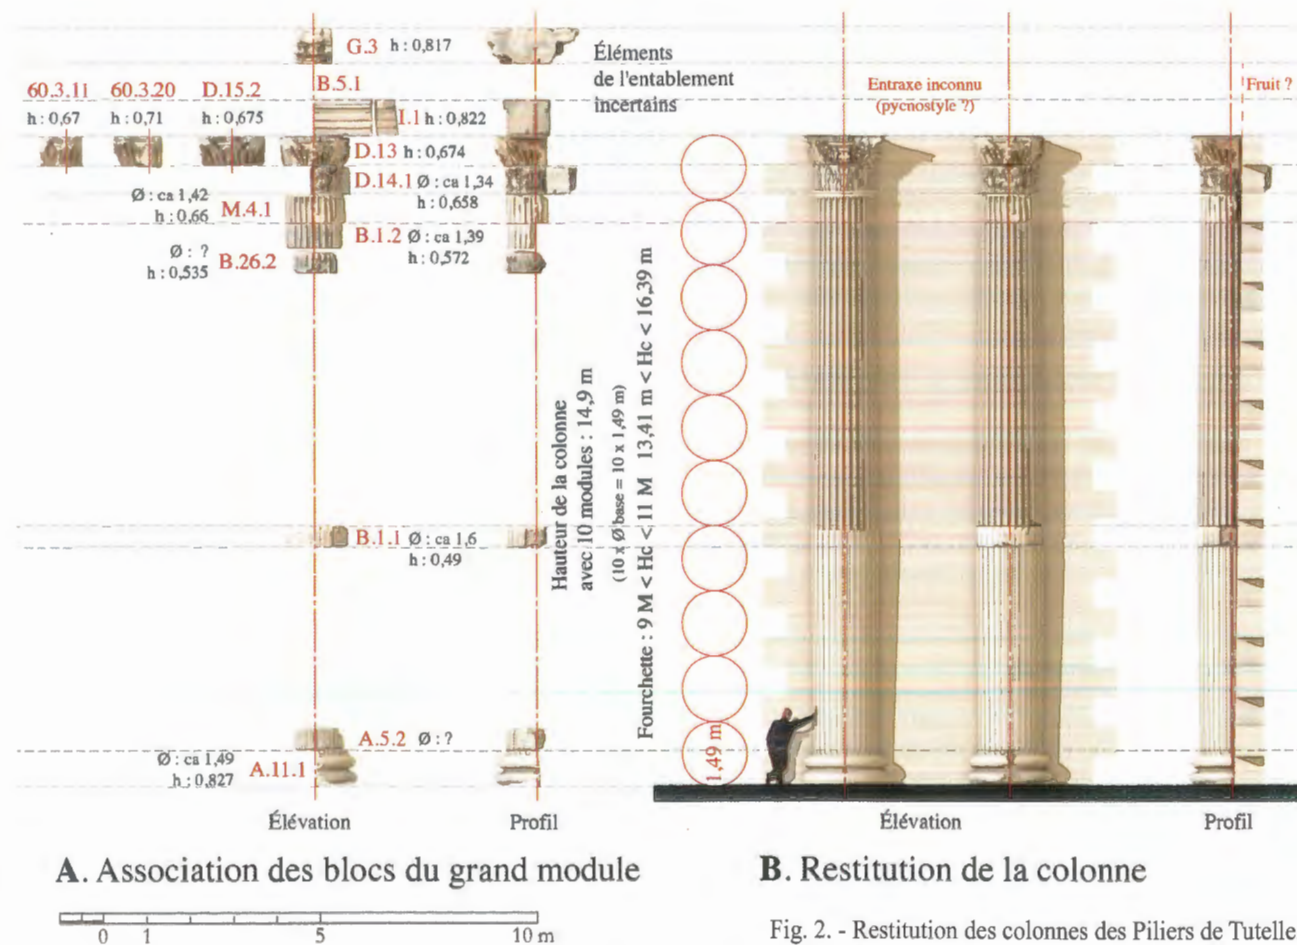 G.3 h : 0,817
Éléments
de l'entablement
incertains
60.3.11 60.3.20 D.15.2 B.5.1
h : 0,67 h : 0,71 h : 0,675
I.1 h : 0,822
D.13 h : 0,674
D.14.1 Ø : ca 1,34
h : 0,658
Ø : ca 1,42
h : 0,66
M.4.1
B.1.2 Ø : ca 1,39
h : 0,572
Ø : ?
h : 0,535
B.26.2
B.1.1 Ø : ca 1,6
h : 0,49
A.5.2 Ø : ?
Ø : ca 1,49
h : 0,827
A.11.1
Élévation
Profil
A. Association des blocs du grand module
0 1 5 10 m
Hauteur de la colonne
avec 10 modules : 14,9 m
(10 x Ø base = 10 x 1,49 m)
Fourchette : 9 M < Hc < 11 M 13,41 m < Hc < 16,39 m
1,49 m
Entraxe inconnu
(pycnostyle ?)
Fruit ?
Élévation
Profil
B. Restitution de la colonne
Fig. 2. - Restitution des colonnes des Piliers de Tutelle